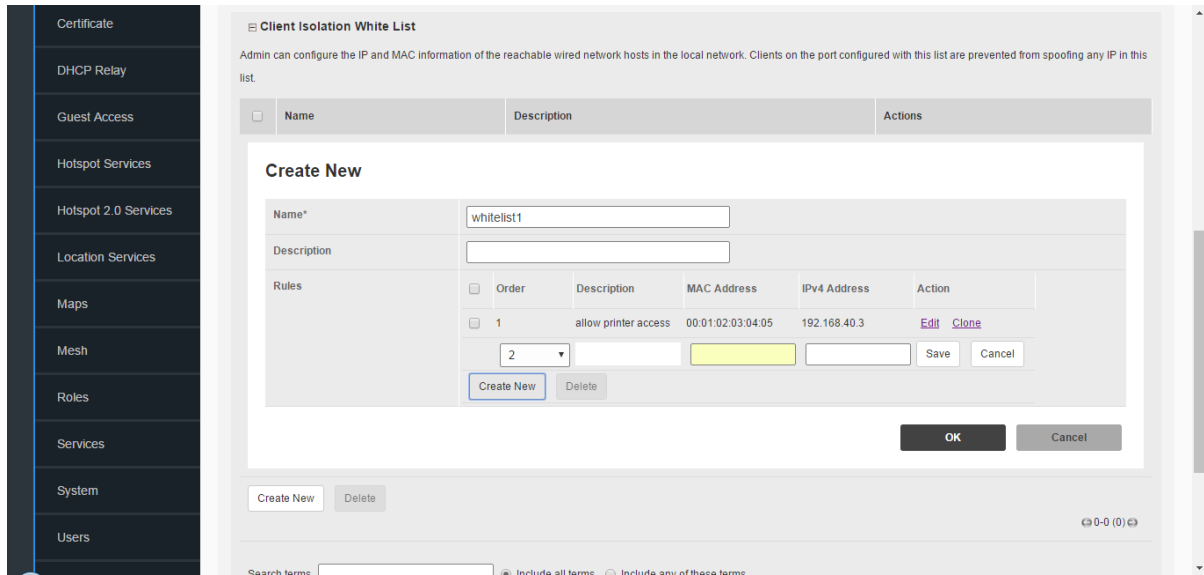 Certificate
DHCP Relay
Guest Access
Hotspot Services
Hotspot 2.0 Services
Location Services
Maps
Mesh
Roles
Services
System
Users
Client Isolation White List
Admin can configure the IP and MAC information of the reachable wired network hosts in the local network. Clients on the port configured with this list are prevented from spoofing any IP in this
list.
Name Description Actions
Create New
Name* whitelist1
Description
Rules Order Description MAC Address IPv4 Address Action
1 allow printer access 00:01:02:03:04:05 192.168.40.3 Edit Clone
2 Save Cancel
Create New Delete
OK Cancel
Create New Delete
0-0 (0)
Search terms Include all terms Include any of these terms